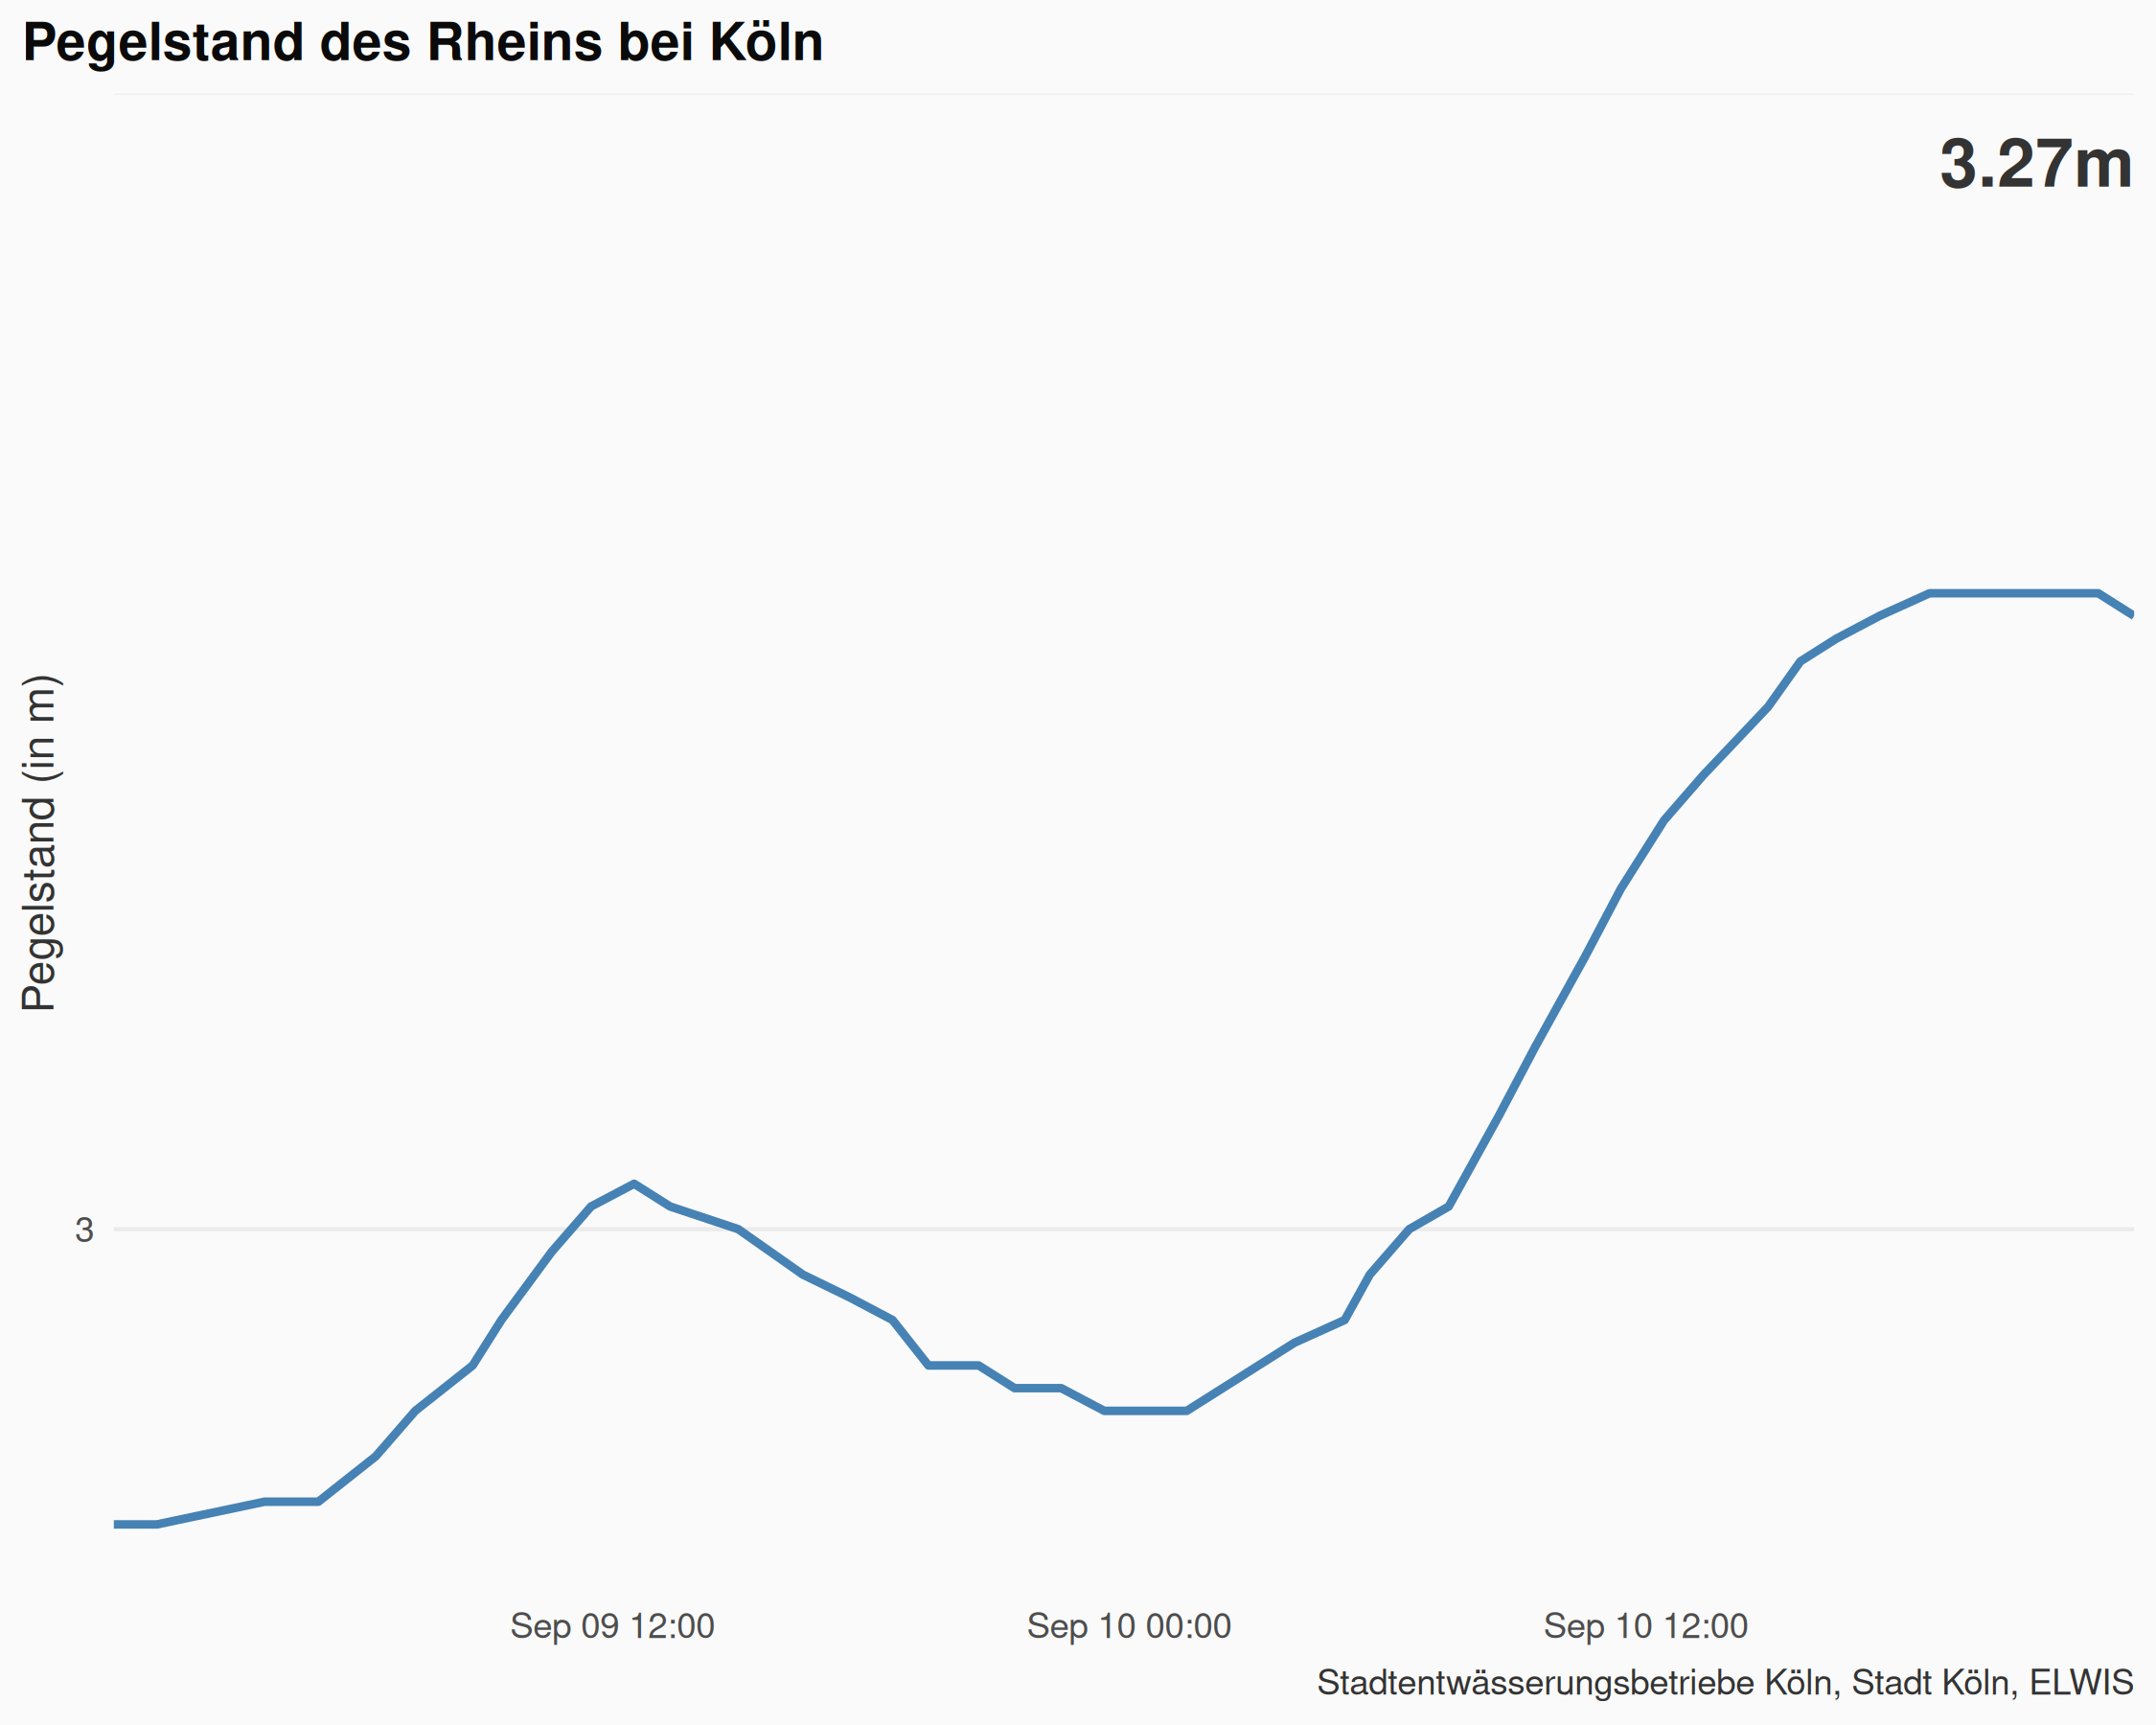 Pegelstand des Rheins bei Köln
3.27m
Pegelstand (in m)
3
Sep 09 12:00
Sep 10 00:00
Sep 10 12:00
Stadtentwässerungsbetriebe Köln, Stadt Köln, ELWIS